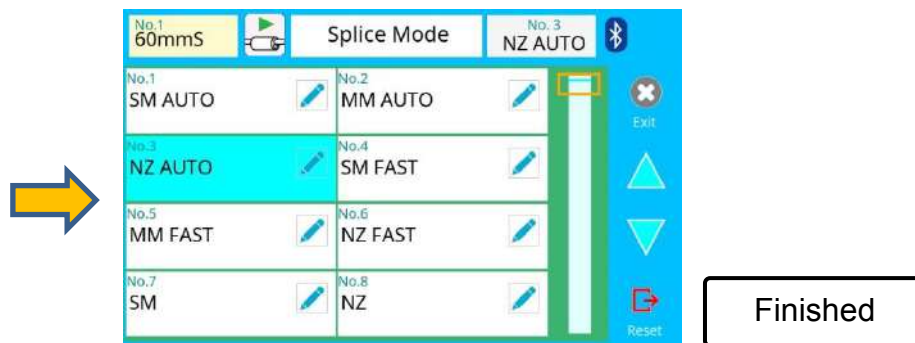 No.1
60mmS
Splice Mode
No. 3
NZ AUTO
No.1
SM AUTO
No.2
MM AUTO
Exit
No.3
NZ AUTO
No.4
SM FAST
No.5
MM FAST
No.6
NZ FAST
No.7
SM
No.8
NZ
Reset
Finished